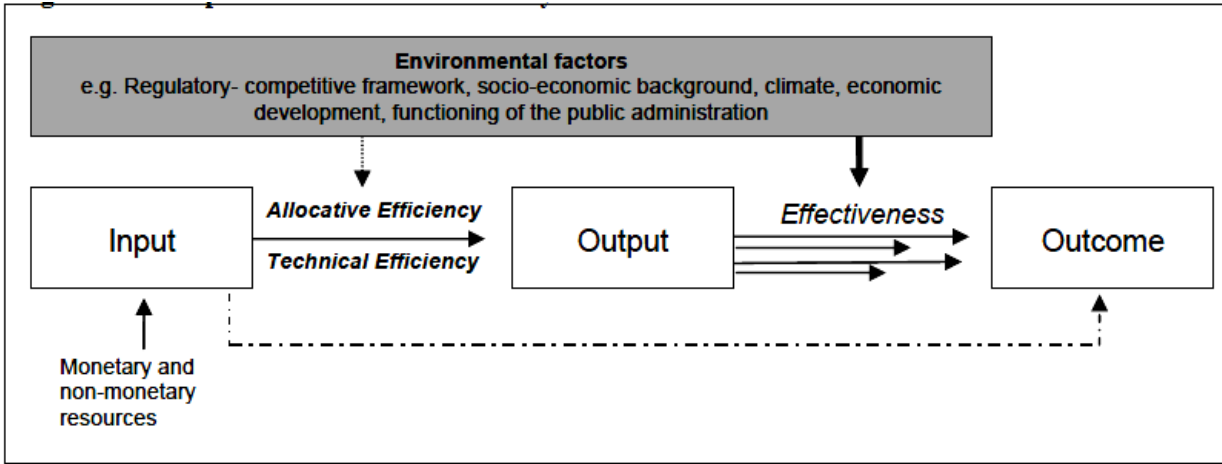 Environmental factors
e.g. Regulatory- competitive framework, socio-economic background, climate, economic
development, functioning of the public administration
Allocative Efficiency
Effectiveness
Input
Output
Outcome
Technical Efficiency
Monetary and
non-monetary
resources